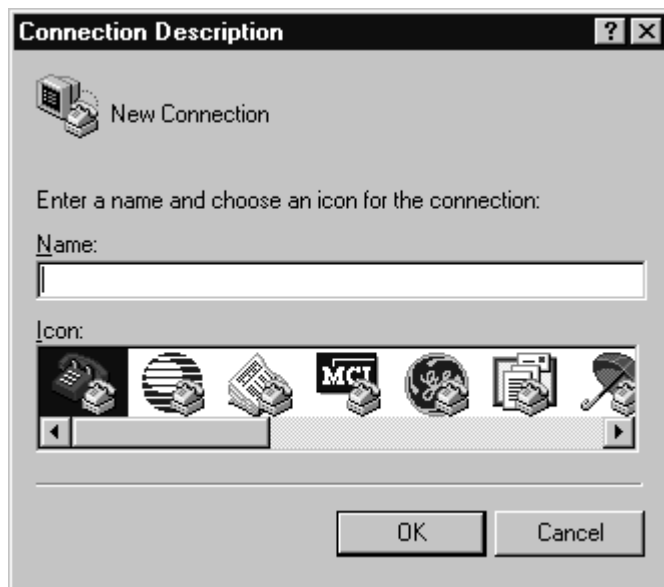 Connection Description
New Connection
Enter a name and choose an icon for the connection:
Name:
Icon:
MCI
OK
Cancel